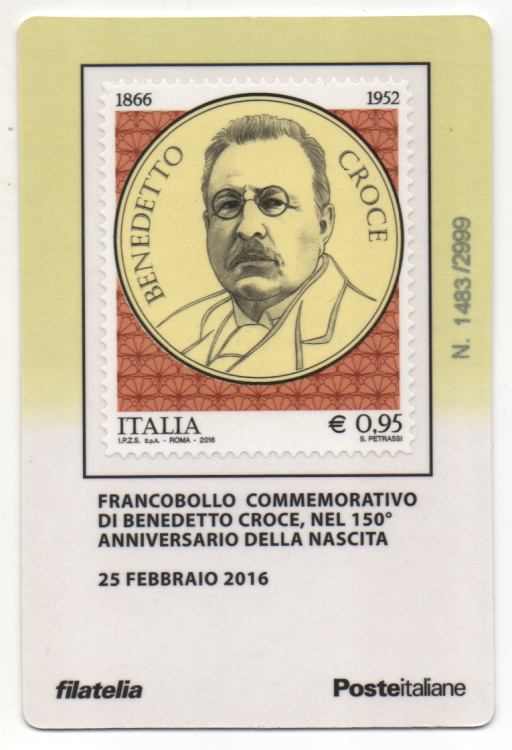 1866 1952
BENEDETTO CROCE
ITALIA € 0,95
I.P.Z.S. S.p.A. - ROMA - 2016 S. PETRASSI
N. 1483 /2999
FRANCOBOLLO COMMEMORATIVO
DI BENEDETTO CROCE, NEL 150°
ANNIVERSARIO DELLA NASCITA
25 FEBBRAIO 2016
filatelia Posteitaliane